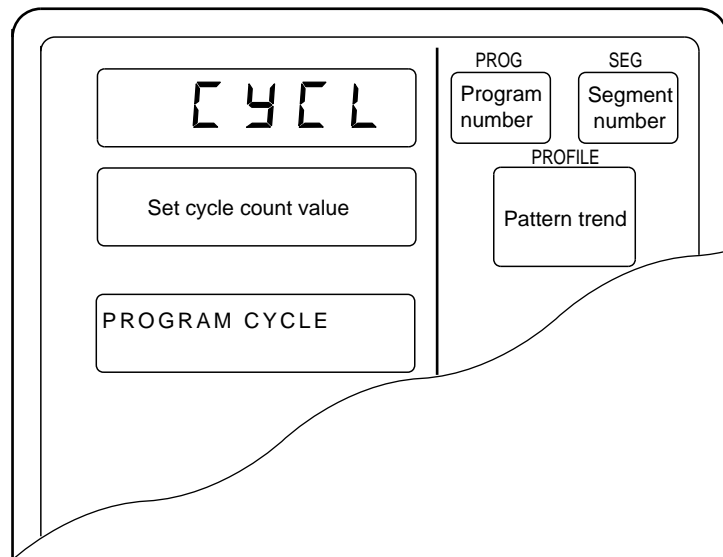 CYCL
Set cycle count value
PROGRAM CYCLE
PROG
SEG
Program
number
Segment
number
PROFILE
Pattern trend